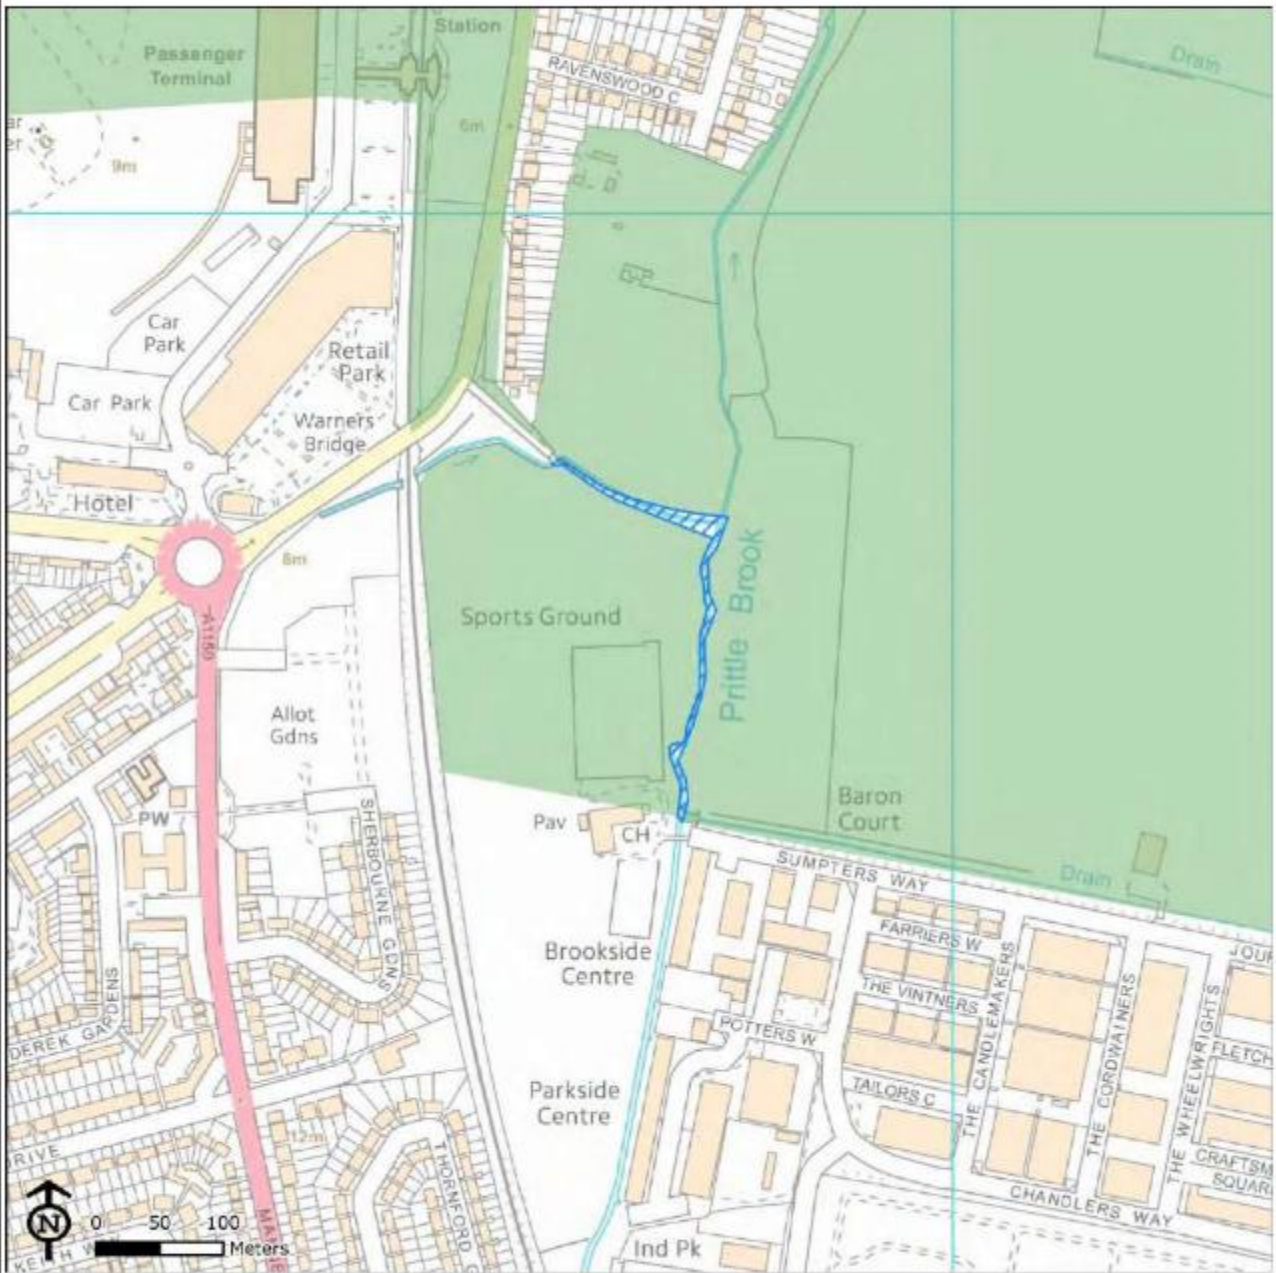 Station
Passenger
Terminal
Drain
RAVENSWOOD C
6m
9m
Car
Park
Retail
Park
Car Park
Warners
Bridge
Hotel
8m
Prittle Brook
Sports Ground
A1159
Allot
Gdns
SHERBOURNE GDNS
PW
Pav
CH
Baron
Court
SUMPTERS WAY
Drain
FARRIERS W
Brookside
Centre
THE VINTNERS
THE CANDLEMAKERS
THE CORDWAINERS
THE WHEELWRIGHTS
DEREK GARDENS
POTTERS W
FLETCH
Parkside
Centre
TAILORS C
12m
DRIVE
THORNFORD G
CRAFTSM
SQUAR
CHANDLERS WAY
N
0 50 100
Meters
Ind Pk